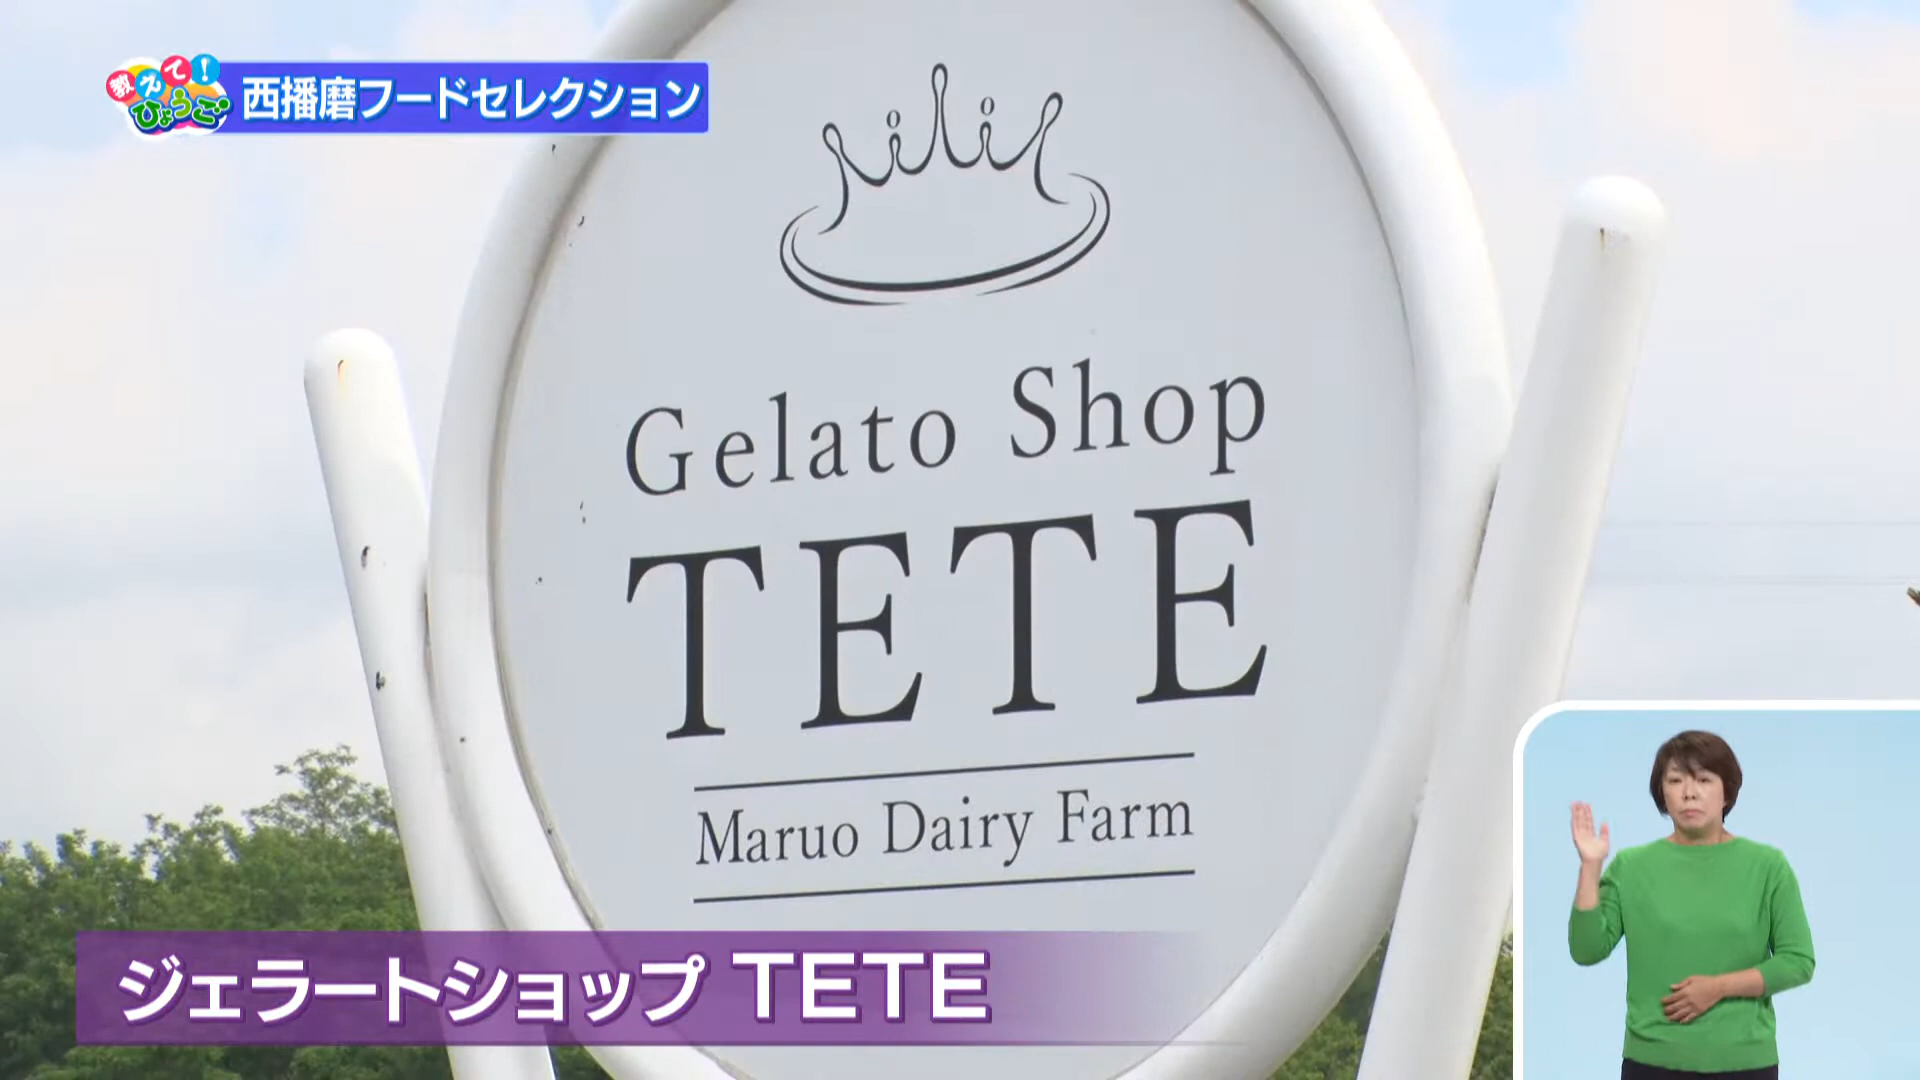 教えて!
ひょうご
西播磨フードセレクション
Gelato Shop
TETE
Maruo Dairy Farm
ジェラートショップ TETE